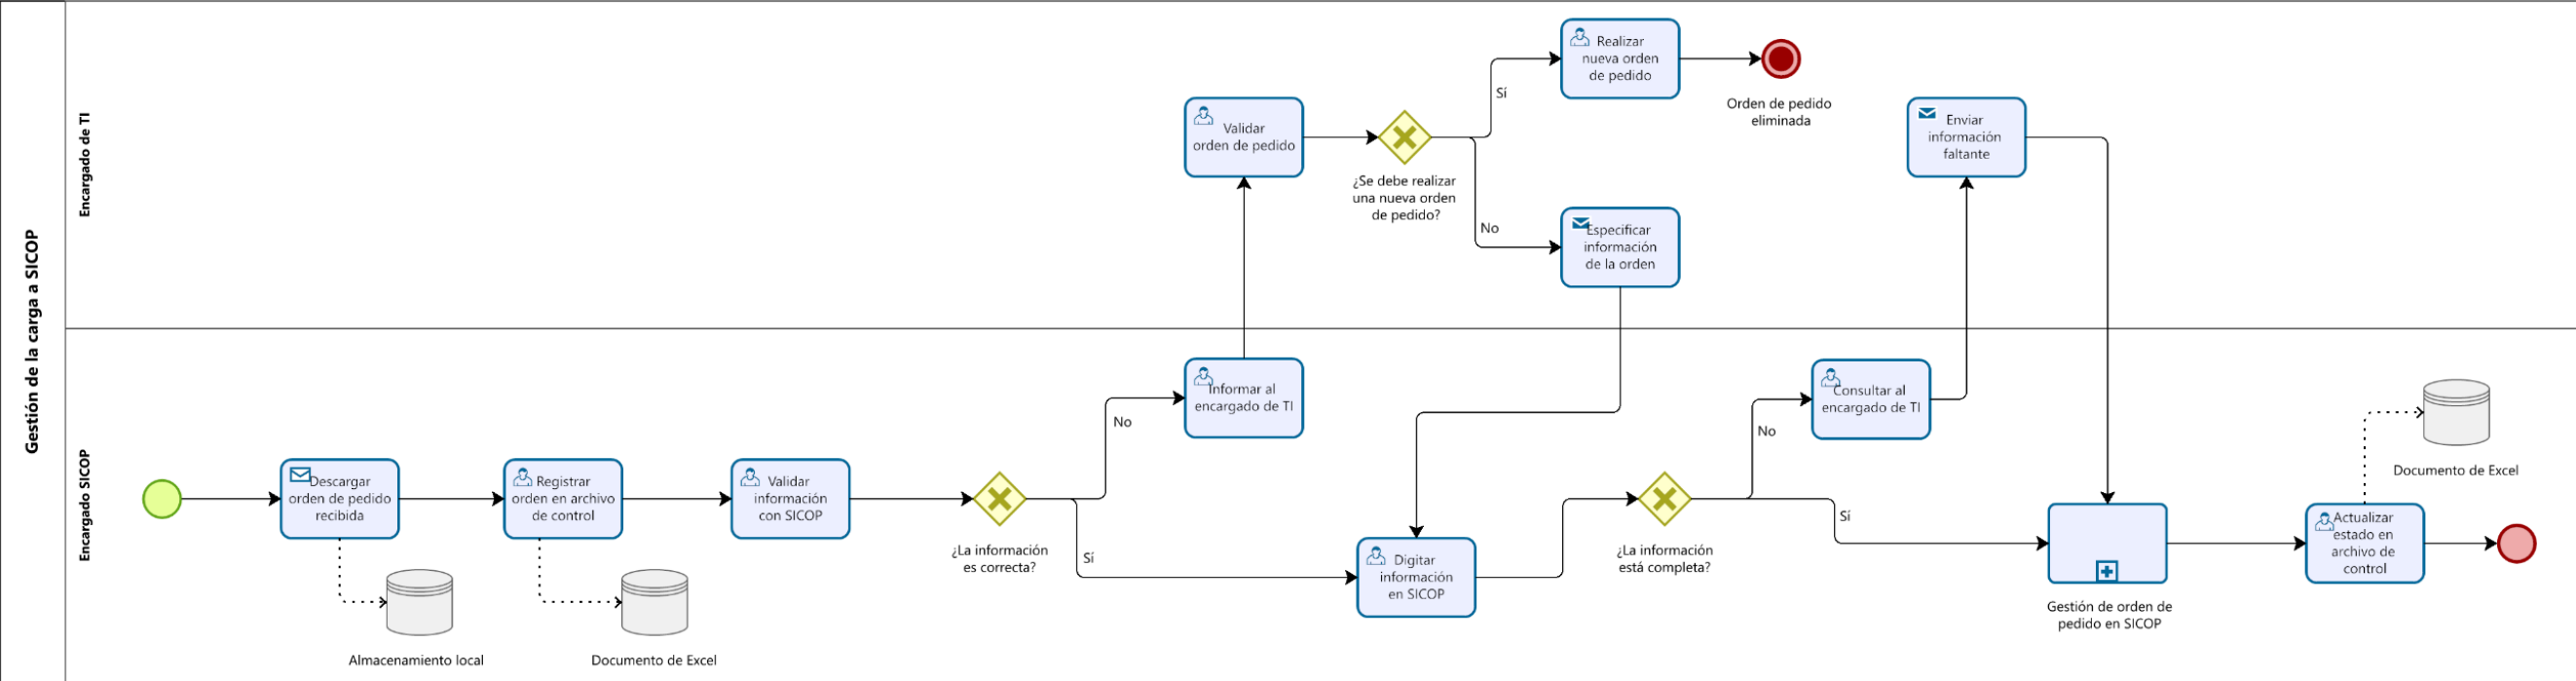 Gestión de la carga a SICOP
Encargado de TI
Realizar
nueva orden
de pedido
Orden de pedido
eliminada
Sí
Validar
orden de pedido
¿Se debe realizar
una nueva orden
de pedido?
No
Especificar
información
de la orden
Enviar
información
faltante
Encargado SICOP
Descargar
orden de pedido
recibida
Almacenamiento local
Registrar
orden en archivo
de control
Documento de Excel
Validar
información
con SICOP
¿La información
es correcta?
No
Informar al
encargado de TI
Sí
Digitar
información
en SICOP
¿La información
está completa?
No
Consultar al
encargado de TI
Sí
Gestión de orden de
pedido en SICOP
Actualizar
estado en
archivo de
control
Documento de Excel